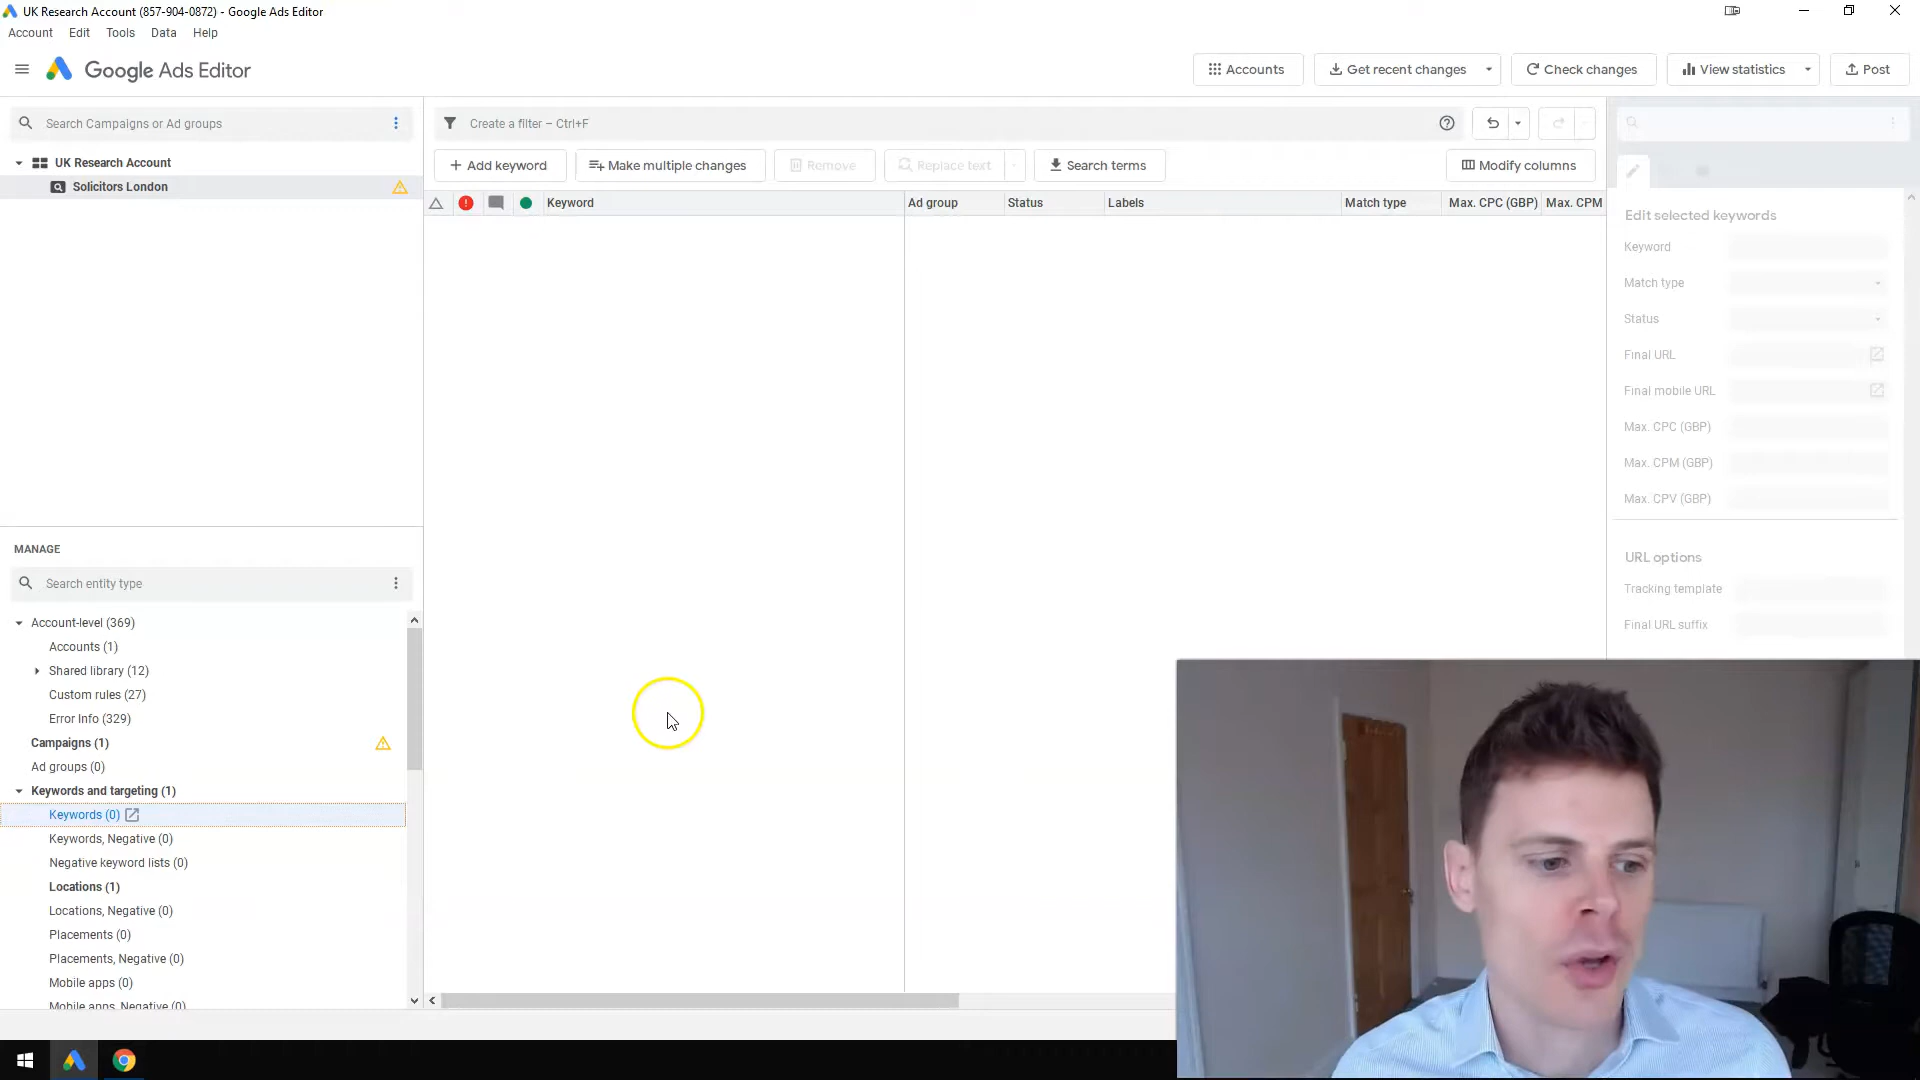 UK Research Account (857-904-0872) - Google Ads Editor
Account Edit Tools Data Help
Google Ads Editor
Accounts
Get recent changes
Check changes
View statistics
Post
Search Campaigns or Ad groups
Create a filter – Ctrl+F
UK Research Account
Solicitors London
Add keyword
Make multiple changes
Remove
Replace text
Search terms
Modify columns
Keyword Ad group Status Labels Match type Max. CPC (GBP) Max. CPM
Edit selected keywords
Keyword
Match type
Status
Final URL
Final mobile URL
Max. CPC (GBP)
Max. CPM (GBP)
Max. CPV (GBP)
URL options
Tracking template
Final URL suffix
MANAGE
Search entity type
Account-level (369)
Accounts (1)
Shared library (12)
Custom rules (27)
Error Info (329)
Campaigns (1)
Ad groups (0)
Keywords and targeting (1)
Keywords (0)
Keywords, Negative (0)
Negative keyword lists (0)
Locations (1)
Locations, Negative (0)
Placements (0)
Placements, Negative (0)
Mobile apps (0)
Mobile apps, Negative (0)